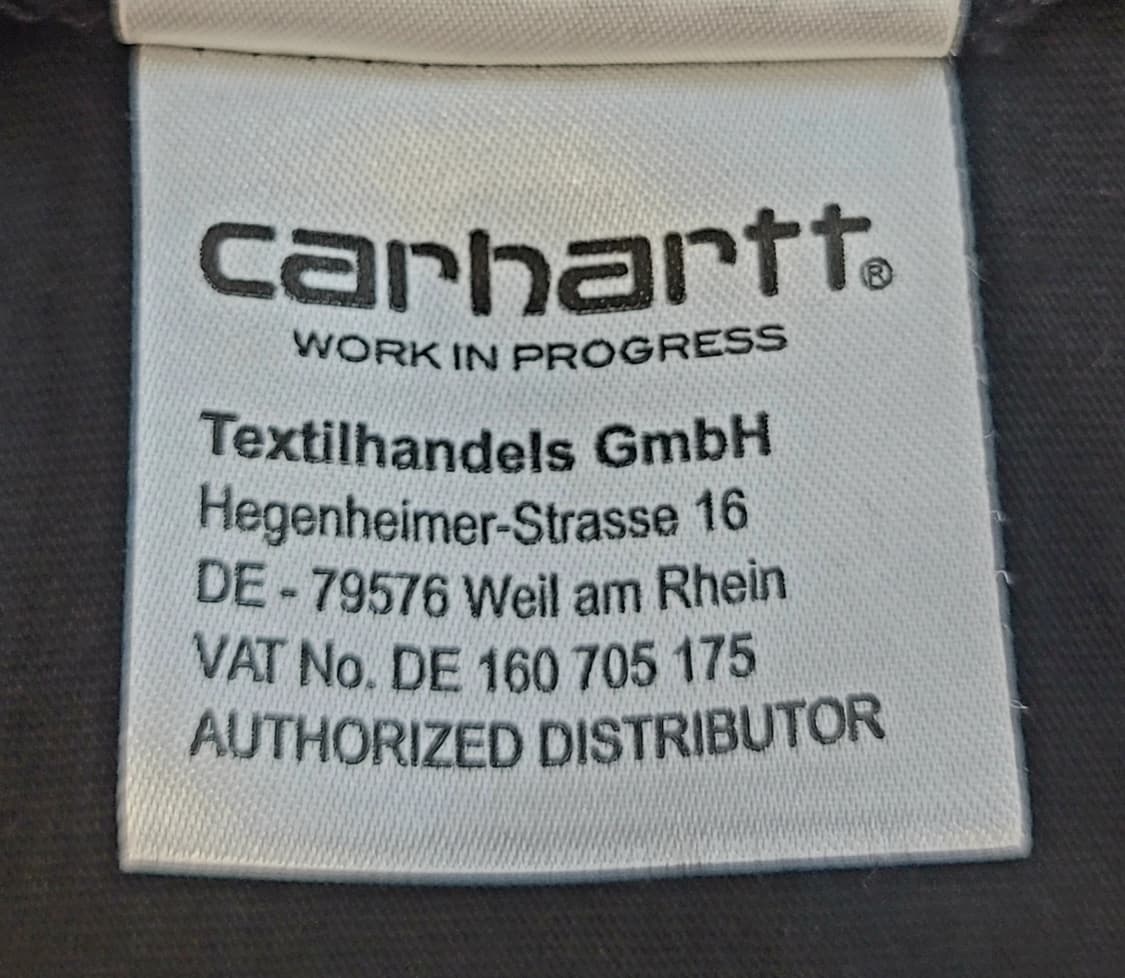 carhartt®
WORK IN PROGRESS
Textilhandels GmbH
Hegenheimer-Strasse 16
DE - 79576 Weil am Rhein
VAT No. DE 160 705 175
AUTHORIZED DISTRIBUTOR